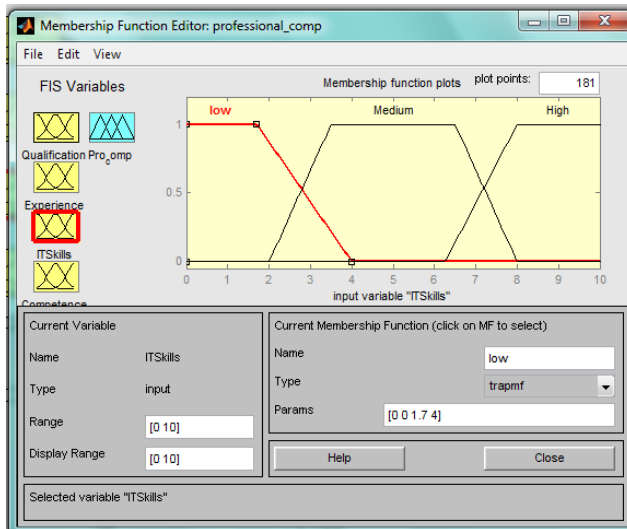 Membership Function Editor: professional_comp
File Edit View
FIS Variables
Membership function plots plot points: 181
low Medium High
1
0.5
0
0 1 2 3 4 5 6 7 8 9 10
input variable "ITSkills"
Qualification Procomp
Experience
ITSkills
Competence
Current Variable
Name ITSkills
Type input
Range [0 10]
Display Range [0 10]
Current Membership Function (click on MF to select)
Name low
Type trapmf
Params [0 0 1.7 4]
Help Close
Selected variable "ITSkills"